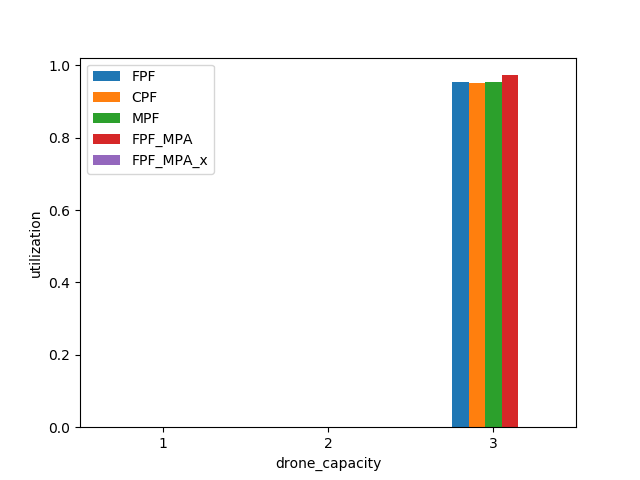 1.0
0.8
0.6
0.4
0.2
0.0
utilization
FPF
CPF
MPF
FPF_MPA
FPF_MPA_x
1
2
3
drone_capacity